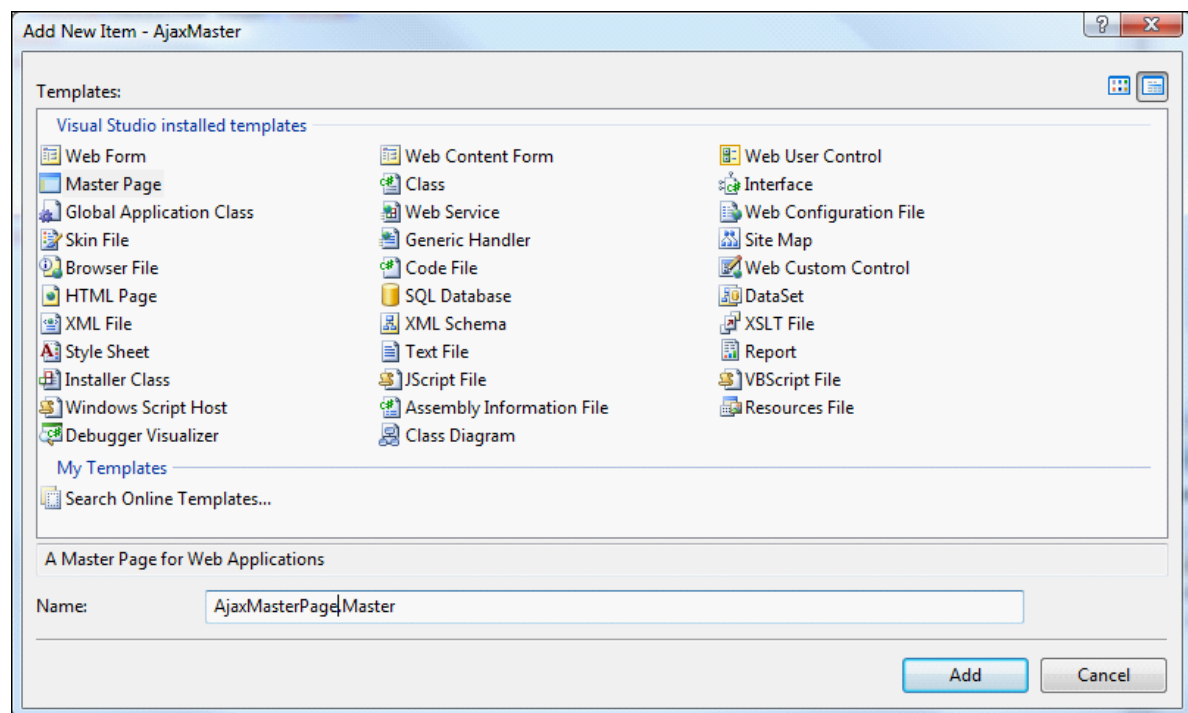 Add New Item - AjaxMaster
Templates:
Visual Studio installed templates
Web Form Web Content Form Web User Control
Master Page Class Interface
Global Application Class Web Service Web Configuration File
Skin File Generic Handler Site Map
Browser File Code File Web Custom Control
HTML Page SQL Database DataSet
XML File XML Schema XSLT File
Style Sheet Text File Report
Installer Class JScript File VBScript File
Windows Script Host Assembly Information File Resources File
Debugger Visualizer Class Diagram
My Templates
Search Online Templates...
A Master Page for Web Applications
Name: AjaxMasterPage.Master
Add Cancel